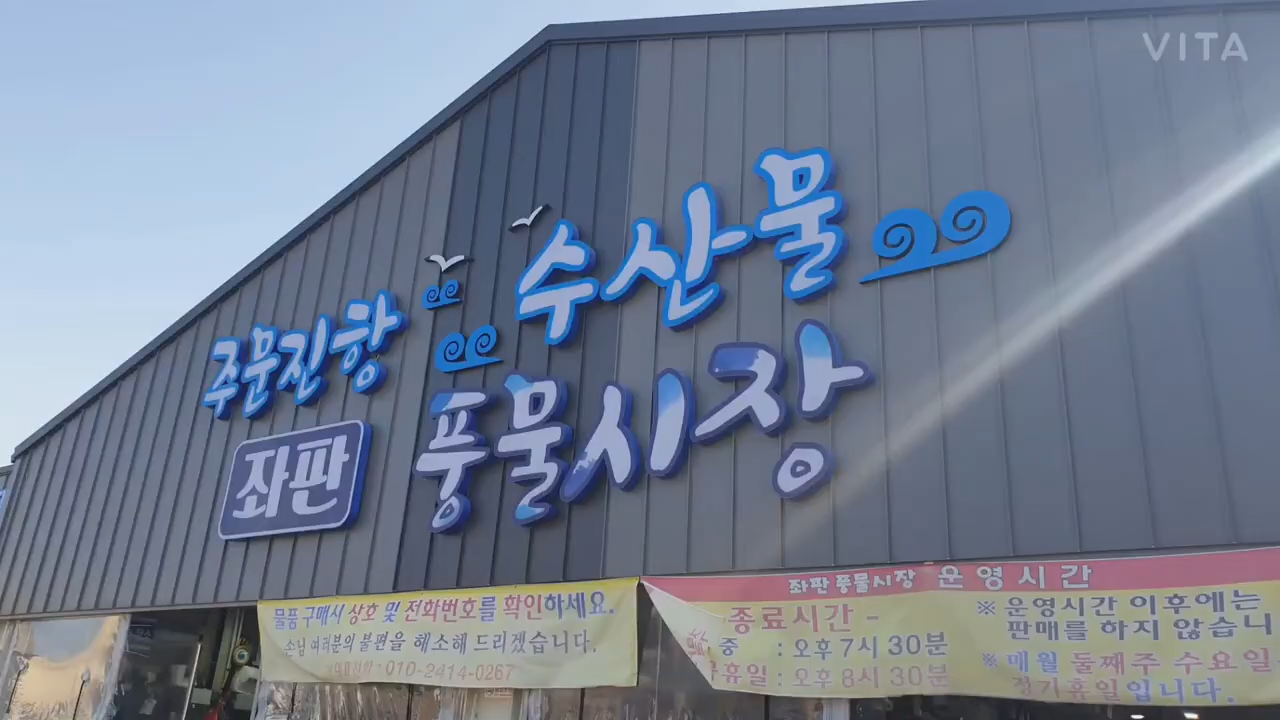 VITA
주문진항
수산물
좌판
풍물시장
물품 구매시 상호 및 전화번호를 확인하세요.
손님 여러분의 불편을 해소해 드리겠습니다.
010-2414-0267
좌판풍물시장 운영시간
종료시간 -
중 : 오후 7시 30분
휴일 : 오후 8시 30분
※ 운영시간 이후에는
판매를 하지 않습니
※ 매월 둘째주 수요일
정기휴일입니다.